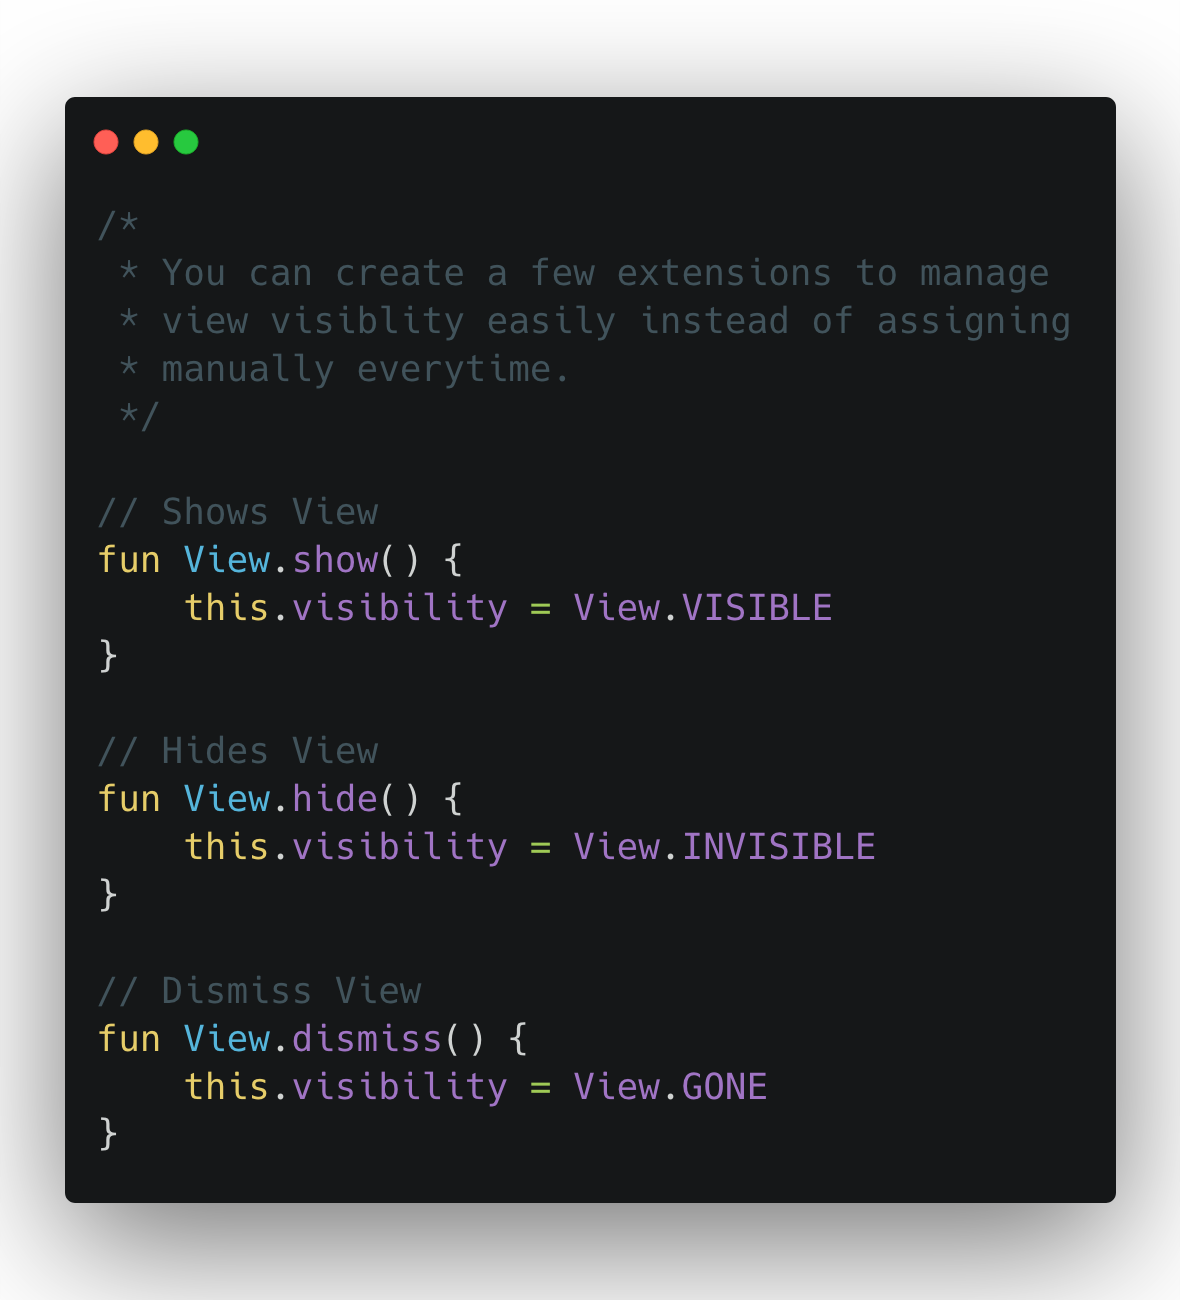 /*
 * You can create a few extensions to manage
 * view visiblity easily instead of assigning
 * manually everytime.
 */

// Shows View
fun View.show() {
    this.visibility = View.VISIBLE
}

// Hides View
fun View.hide() {
    this.visibility = View.INVISIBLE
}

// Dismiss View
fun View.dismiss() {
    this.visibility = View.GONE
}